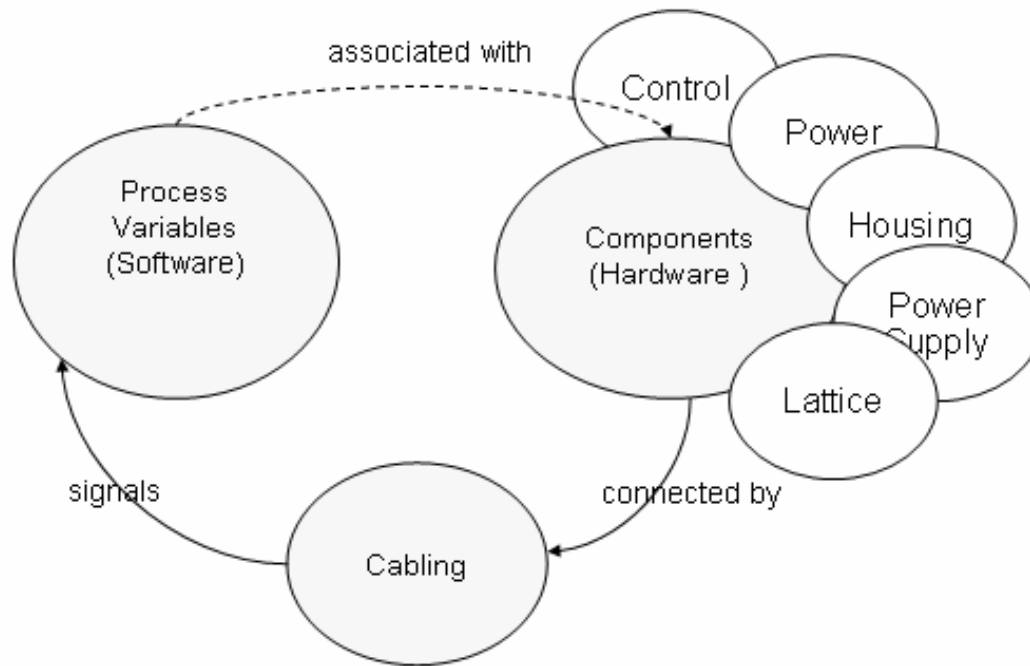 associated with
Control
Power
Process
Variables
(Software)
Components
(Hardware )
Housing
Power
Supply
Lattice
signals
connected by
Cabling